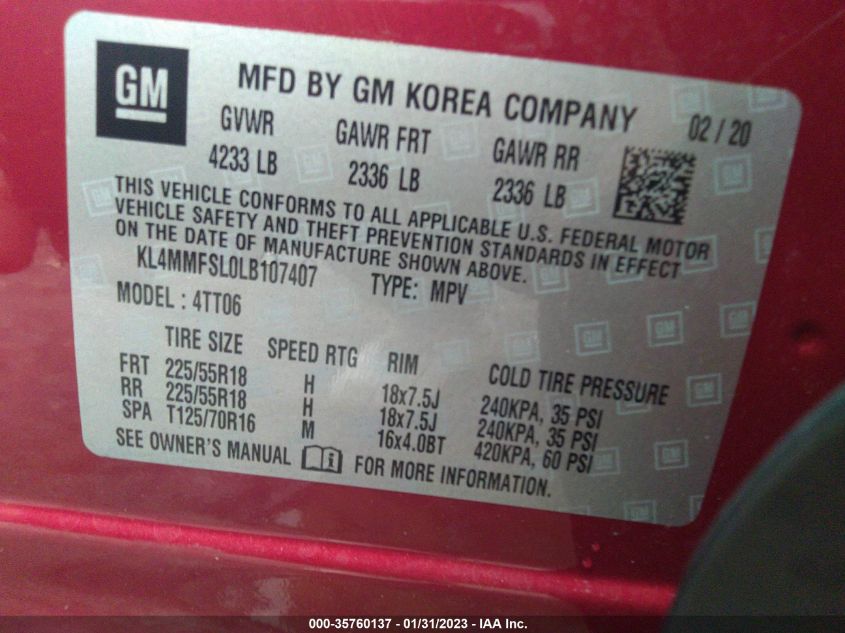 GM
MFD BY GM KOREA COMPANY 02 / 20
GVWR GAWR FRT GAWR RR
4233 LB 2336 LB 2336 LB
THIS VEHICLE CONFORMS TO ALL APPLICABLE U.S. FEDERAL MOTOR
VEHICLE SAFETY AND THEFT PREVENTION STANDARDS IN EFFECT
ON THE DATE OF MANUFACTURE SHOWN ABOVE.
KL4MMFSL0LB107407 TYPE: MPV
MODEL : 4TT06
TIRE SIZE SPEED RTG RIM COLD TIRE PRESSURE
FRT 225/55R18 H 18x7.5J 240KPA, 35 PSI
RR 225/55R18 H 18x7.5J 240KPA, 35 PSI
SPA T125/70R16 M 16x4.0BT 420KPA, 60 PSI
SEE OWNER'S MANUAL FOR MORE INFORMATION.
000-35760137 - 01/31/2023 - IAA Inc.